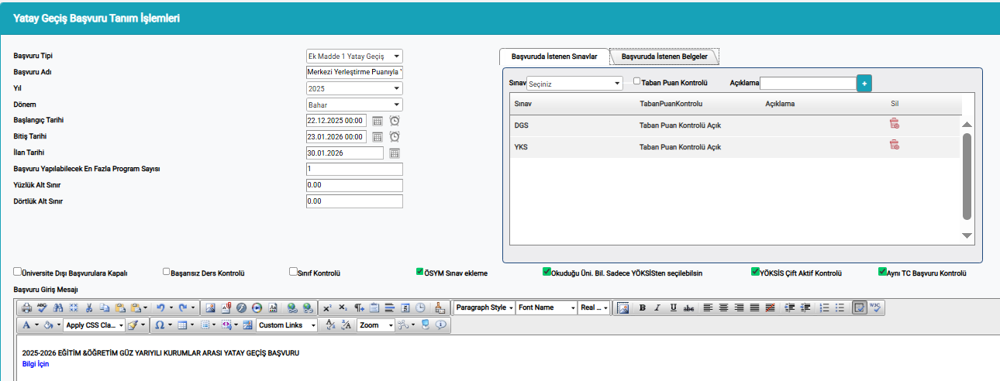 Yatay Geçiş Başvuru Tanım İşlemleri
Başvuru Tipi
Ek Madde 1 Yatay Geçiş
Başvuru Adı
Merkezi Yerleştirme Puanıyla
Yıl
2025
Dönem
Bahar
Başlangıç Tarihi
22.12.2025 00:00
Bitiş Tarihi
23.01.2026 00:00
İlan Tarihi
30.01.2026
Başvuru Yapılabilecek En Fazla Program Sayısı
1
Yüzlük Alt Sınır
0.00
Dörtlük Alt Sınır
0.00
Başvuruda İstenen Sınavlar
Başvuruda İstenen Belgeler
Sınav Seçiniz Taban Puan Kontrolü Açıklama +
Sınav TabanPuanKontrolu Açıklama Sil
DGS Taban Puan Kontrolü Açık
YKS Taban Puan Kontrolü Açık
Üniversite Dışı Başvurulara Kapalı Başarısız Ders Kontrolü Sınıf Kontrolü ÖSYM Sınav ekleme Okuduğu Üni. Bil. Sadece YÖKSİSten seçilebilsin YÖKSİS Çift Aktif Kontrolü Aynı TC Başvuru Kontrolü
Başvuru Giriş Mesajı
Paragraph Style Font Name Real ... B I U abc W3C
A Apply CSS Cla... Ω Custom Links Zoom
2025-2026 EĞİTİM &ÖĞRETİM GÜZ YARIYILI KURUMLAR ARASI YATAY GEÇİŞ BAŞVURU
Bilgi İçin